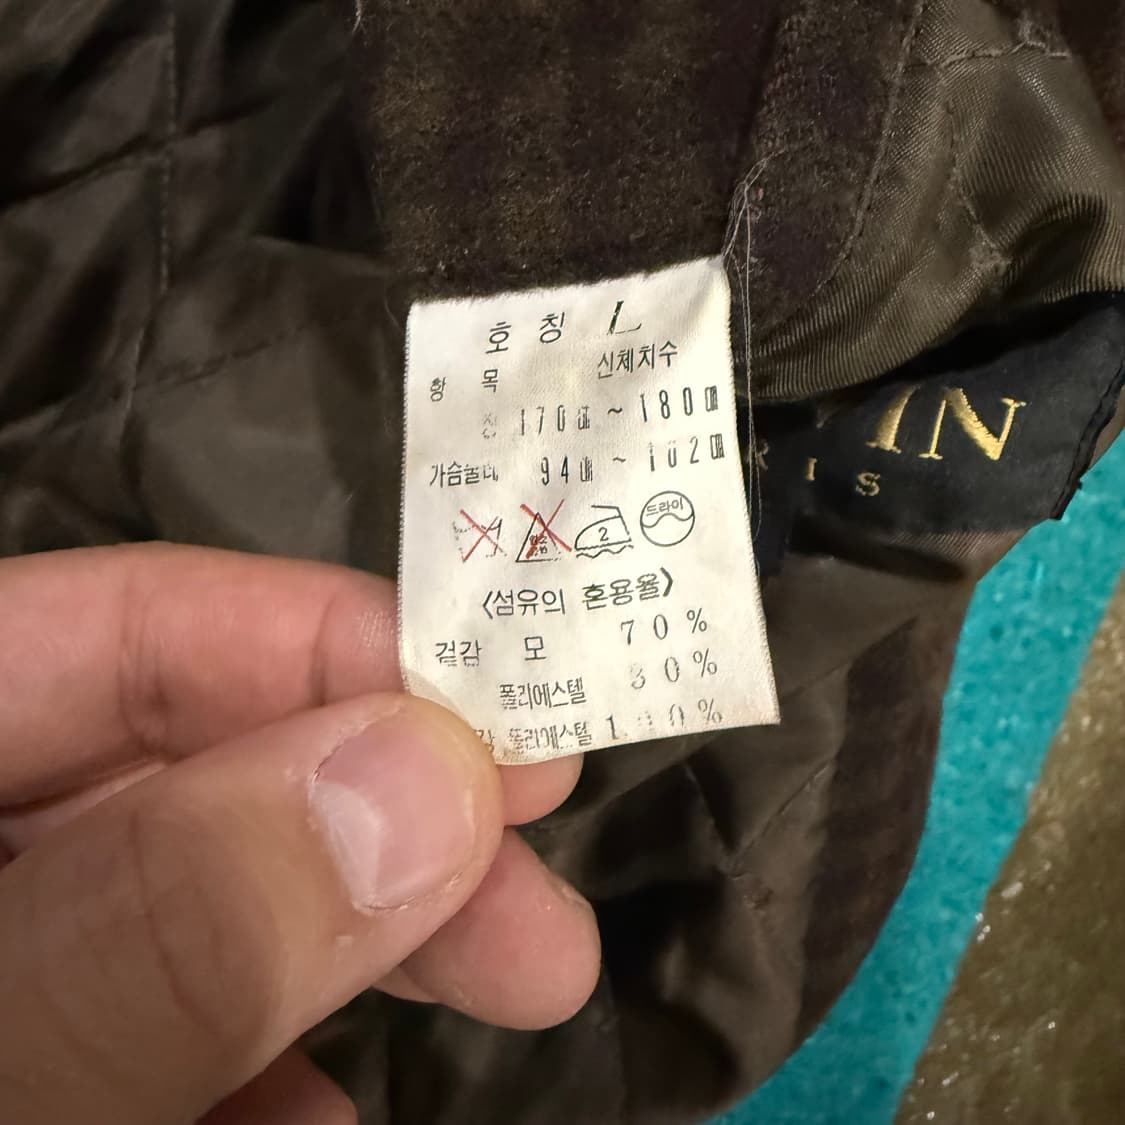 호 칭 L
항 목 신체치수
170㎝ ~ 180㎝
가슴둘레 94㎝ ~ 102㎝
2 드라이
<섬유의 혼용율>
겉감 모 70%
폴리에스텔 30%
폴리에스텔 100%
IN
RIS